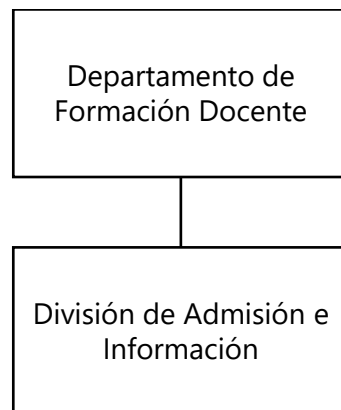 Departamento de
Formación Docente
División de Admisión e
Información